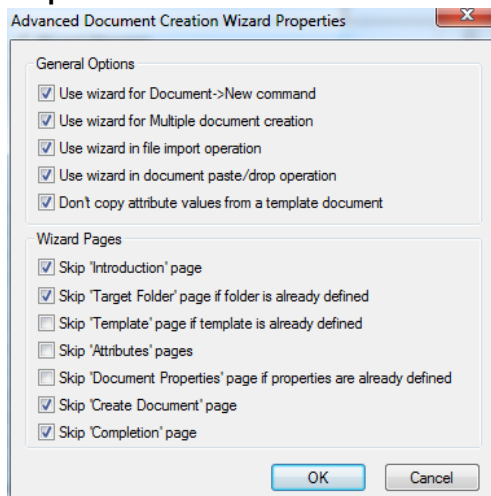 Advanced Document Creation Wizard Properties
General Options
Use wizard for Document->New command
Use wizard for Multiple document creation
Use wizard in file import operation
Use wizard in document paste/drop operation
Don't copy attribute values from a template document
Wizard Pages
Skip 'Introduction' page
Skip 'Target Folder' page if folder is already defined
Skip 'Template' page if template is already defined
Skip 'Attributes' pages
Skip 'Document Properties' page if properties are already defined
Skip 'Create Document' page
Skip 'Completion' page
OK Cancel